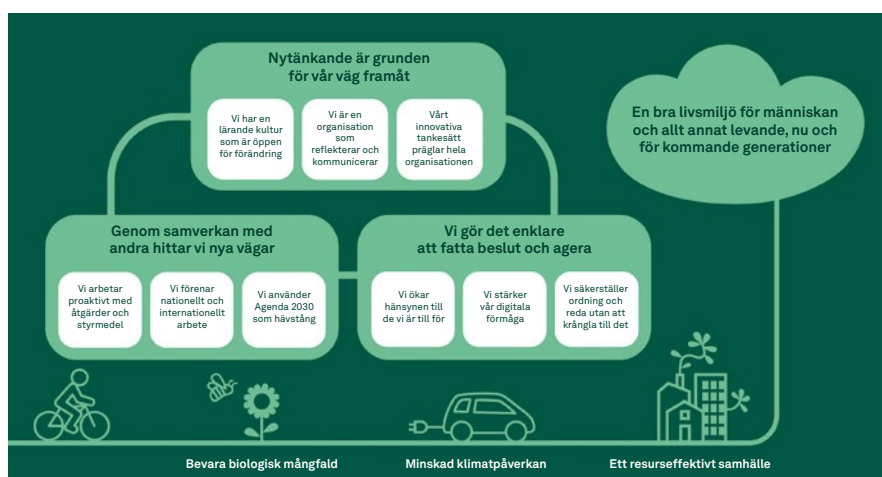 Nytänkande är grunden
för vår väg framåt
Vi har en
lärande kultur
som är öppen
för förändring
Vi är en
organisation
som
reflekterar och
kommunicerar
Vårt
innovativa
tankesätt
präglar hela
organisationen
En bra livsmiljö för människan
och allt annat levande, nu och
för kommande generationer
Genom samverkan med
andra hittar vi nya vägar
Vi arbetar
proaktivt med
åtgärder och
styrmedel
Vi förenar
nationellt och
internationellt
arbete
Vi använder
Agenda 2030
som hävstång
Vi gör det enklare
att fatta beslut och agera
Vi ökar
hänsynen till
de vi är till för
Vi stärker
vår digitala
förmåga
Vi säkerställer
ordning och
reda utan att
krångla till det
Bevara biologisk mångfald
Minskad klimatpåverkan
Ett resurseffektivt samhälle